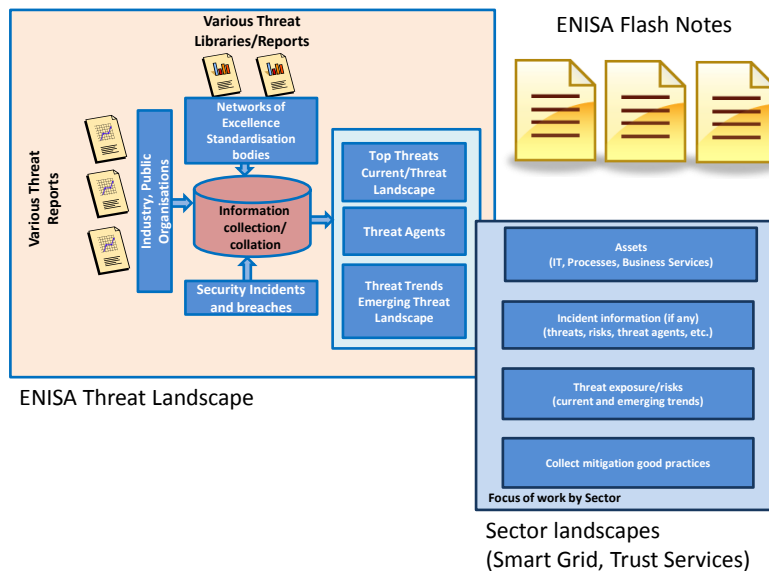 Various Threat
Libraries/Reports
ENISA Flash Notes
Networks of
Excellence
Standardisation
bodies
Various Threat
Reports
Industry, Public
Organisations
Information
collection/
collation
Security Incidents
and breaches
Top Threats
Current/Threat
Landscape
Threat Agents
Threat Trends
Emerging Threat
Landscape
ENISA Threat Landscape
Assets
(IT, Processes, Business Services)
Incident information (if any)
(threats, risks, threat agents, etc.)
Threat exposure/risks
(current and emerging trends)
Collect mitigation good practices
Focus of work by Sector
Sector landscapes
(Smart Grid, Trust Services)